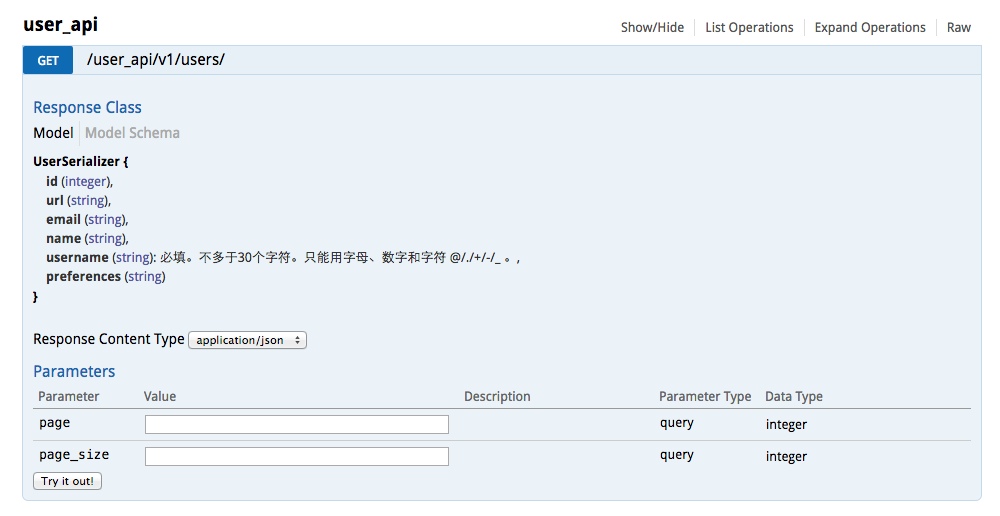 user_api
Show/Hide List Operations Expand Operations Raw
GET /user_api/v1/users/
Response Class
Model Model Schema
UserSerializer {
id (integer),
url (string),
email (string),
name (string),
username (string): 必填。不多于30个字符。只能用字母、数字和字符 @/./+/-/_ 。,
preferences (string)
}
Response Content Type application/json
Parameters
Parameter Value Description Parameter Type Data Type
page query integer
page_size query integer
Try it out!